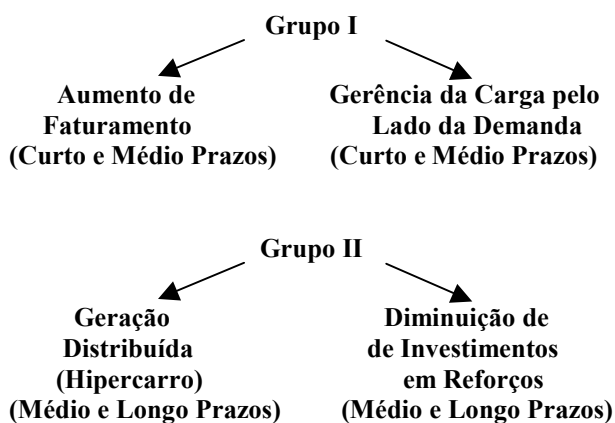 Grupo I
Aumento de
Faturamento
(Curto e Médio Prazos)
Gerência da Carga pelo
Lado da Demanda
(Curto e Médio Prazos)
Grupo II
Geração
Distribuída
(Hipercarro)
(Médio e Longo Prazos)
Diminuição de
de Investimentos
em Reforços
(Médio e Longo Prazos)